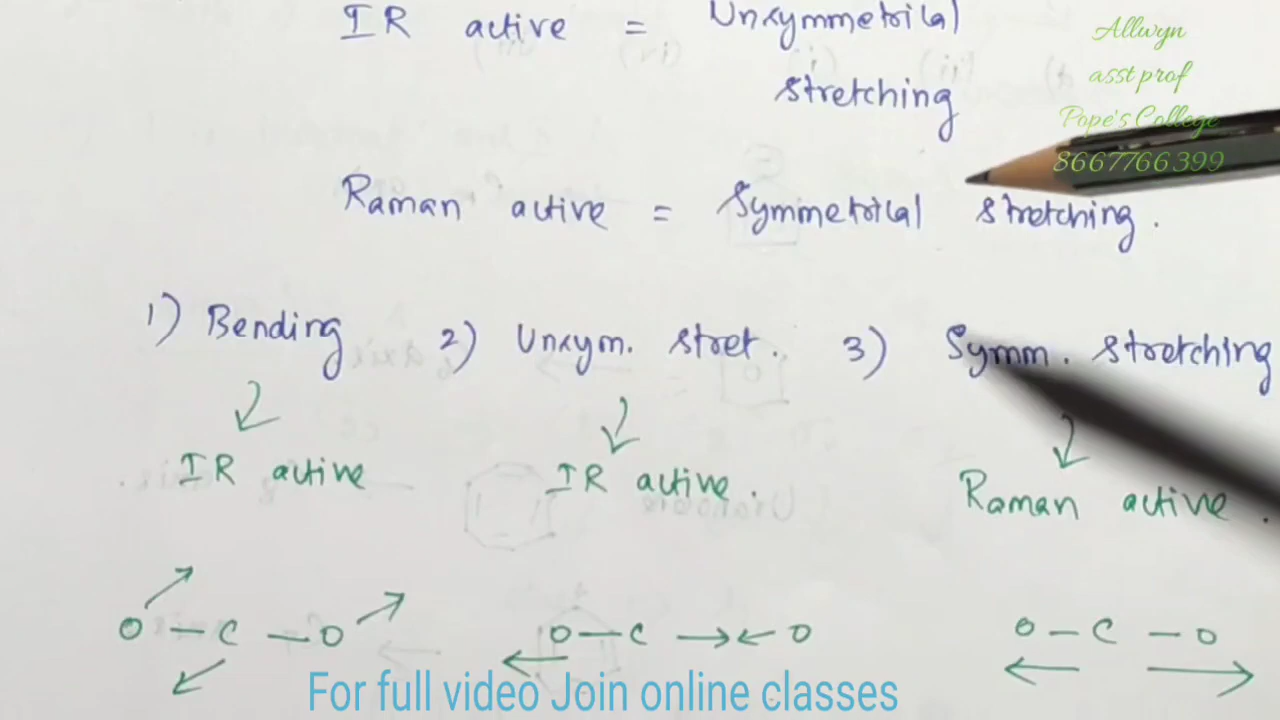 IR active = Unsymmetrical
stretching
Allwyn
asst prof
Pope's College
8667766399
Raman active = Symmetrical stretching.
1) Bending 2) Unsym. stret. 3) Symm. stretching
IR active IR active. Raman active.
O – C – O O – C → ← O O – C – O
For full video Join online classes